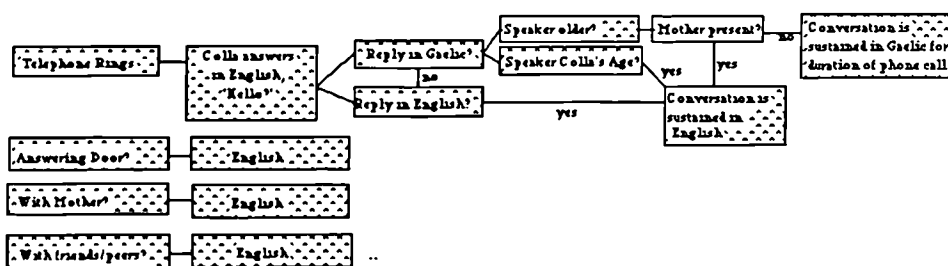 Telephone Rings
Colla answers
in English,
"Hello?"
Reply in Gaelic?
no
Reply in English?
Speaker older?
Speaker Colla's Age?
Mother present?
yes
yes
yes
no
Conversation is
sustained in Gaelic for
duration of phone call
Conversation is
sustained in
English
Answering Door?
English
With Mother?
English
With friends/peers?
English
..